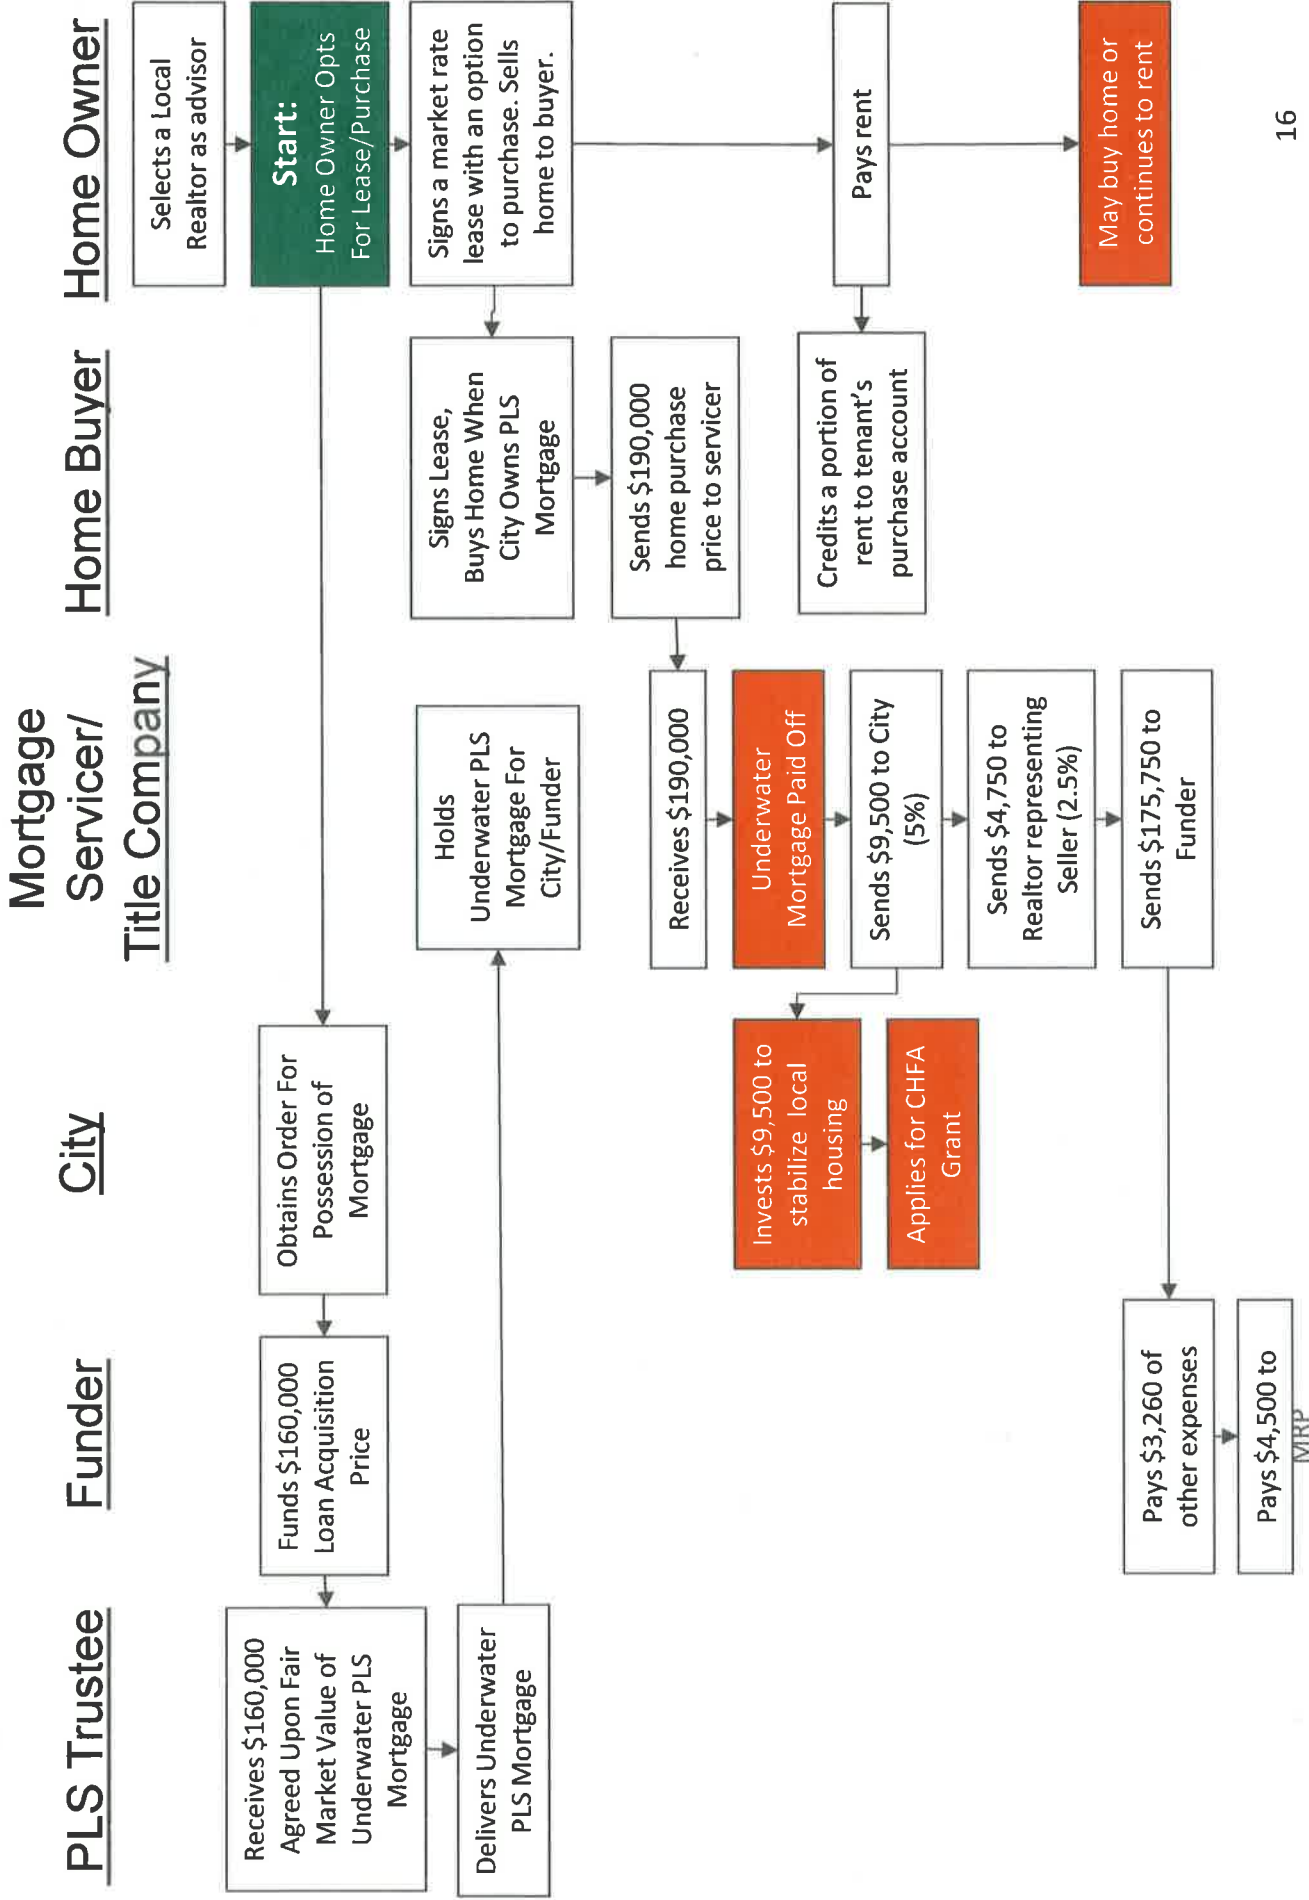 PLS Trustee
Receives $160,000
Agreed Upon Fair
Market Value of
Underwater PLS
Mortgage
Delivers Underwater
PLS Mortgage
Funder
Funds $160,000
Loan Acquisition
Price
Pays $3,260 of
other expenses
Pays $4,500 to
MRP
City
Obtains Order For
Possession of
Mortgage
Invests $9,500 to
stabilize local
housing
Applies for CHFA
Grant
Mortgage
Servicer/
Title Company
Holds
Underwater PLS
Mortgage For
City/Funder
Receives $190,000
Underwater
Mortgage Paid Off
Sends $9,500 to City
(5%)
Sends $4,750 to
Realtor representing
Seller (2.5%)
Sends $175,750 to
Funder
Home Buyer
Signs Lease,
Buys Home When
City Owns PLS
Mortgage
Sends $190,000
home purchase
price to servicer
Credits a portion of
rent to tenant's
purchase account
Home Owner
Selects a Local
Realtor as advisor
Start:
Home Owner Opts
For Lease/Purchase
Signs a market rate
lease with an option
to purchase. Sells
home to buyer.
Pays rent
May buy home or
continues to rent
16